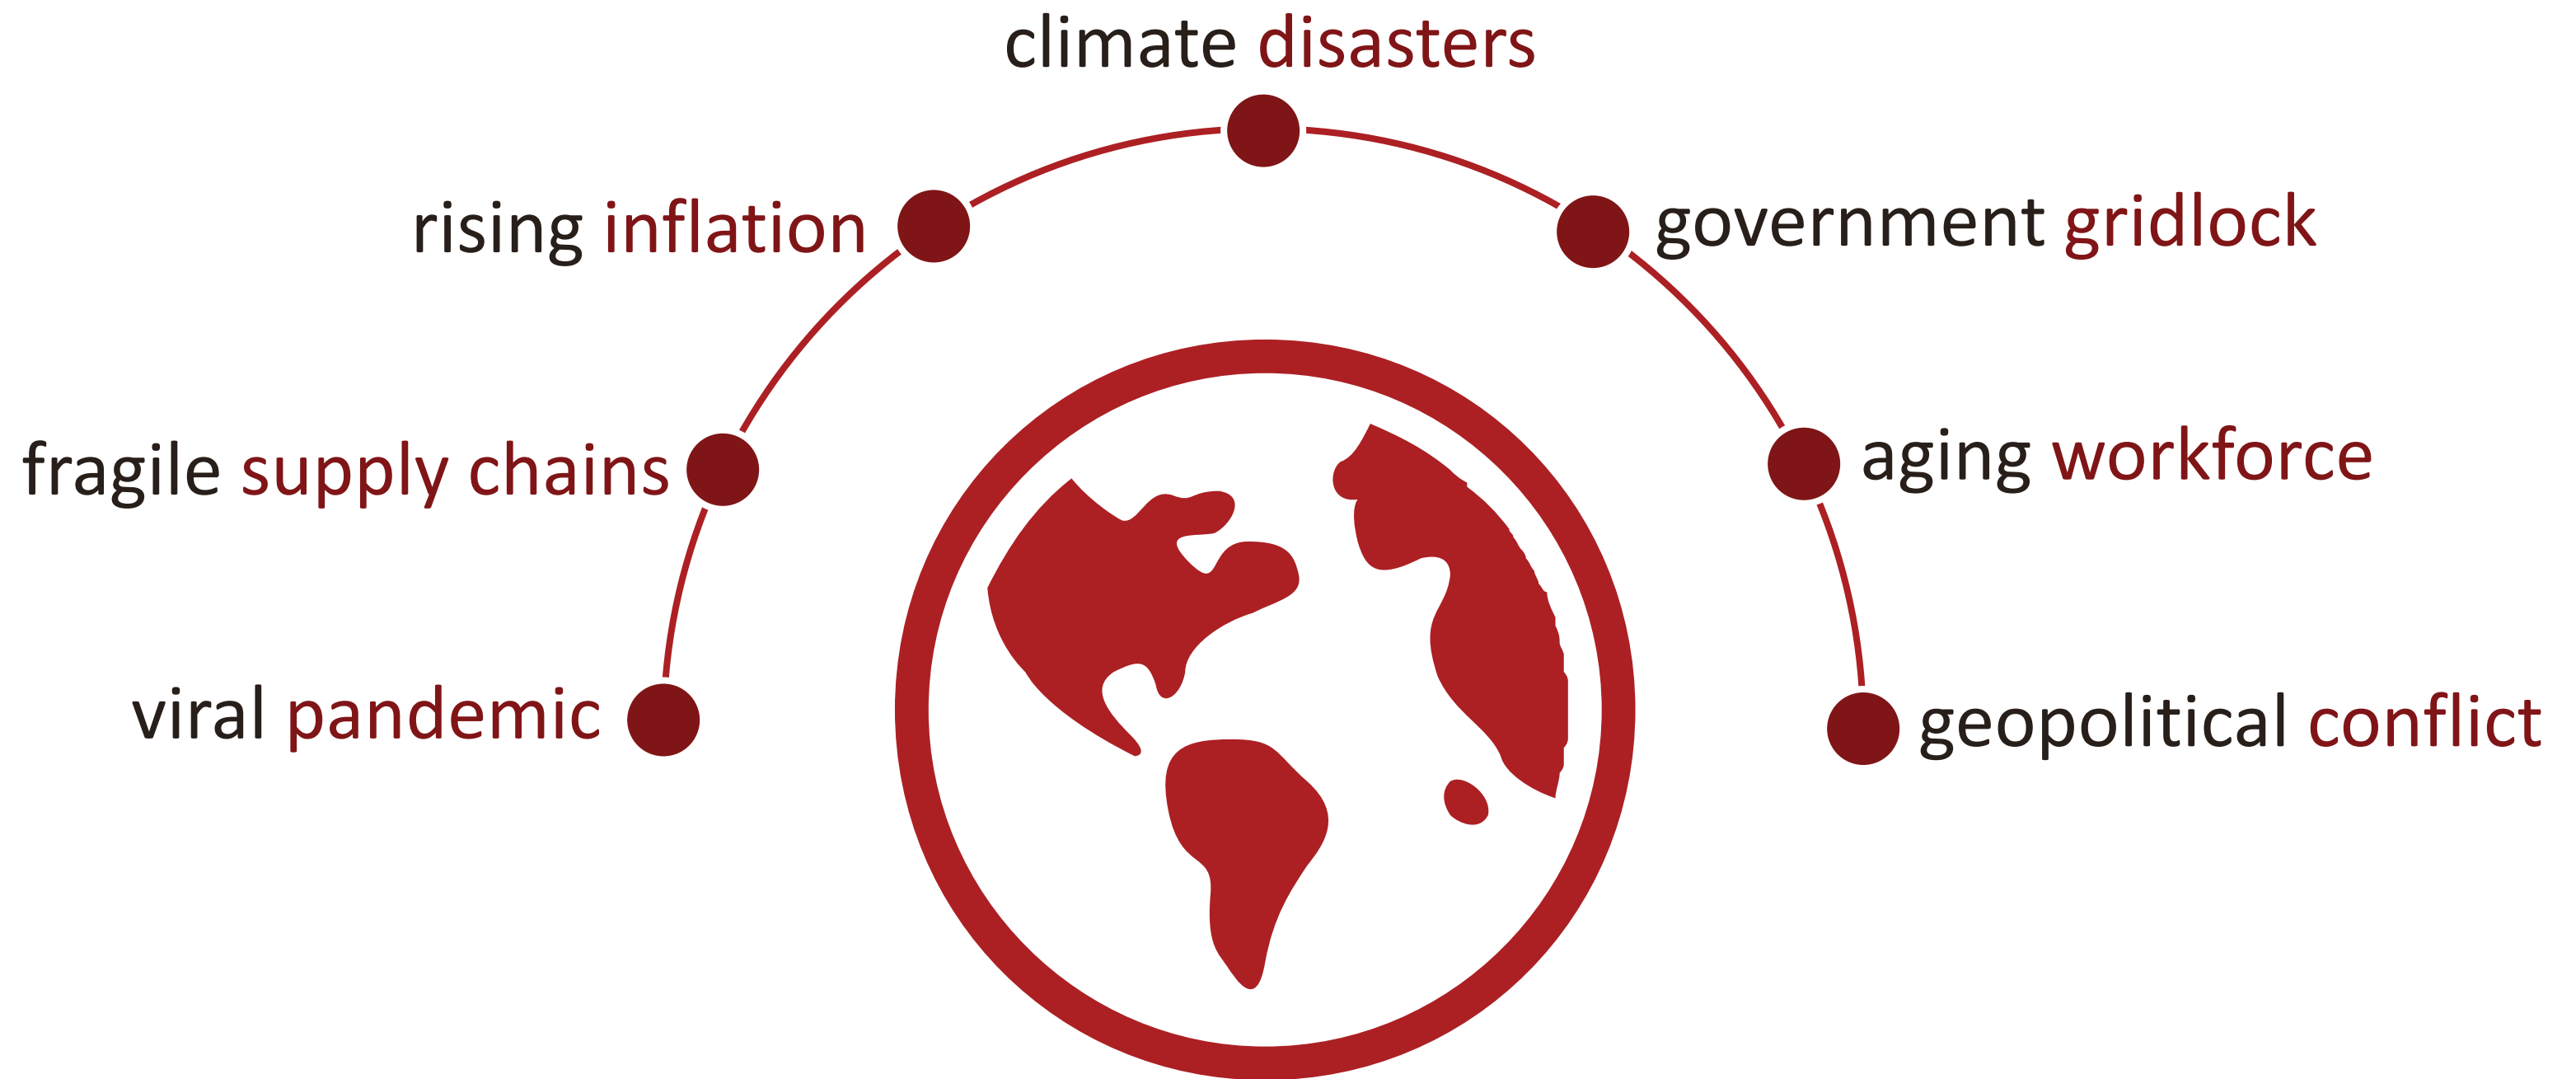 climate disasters
rising inflation
government gridlock
fragile supply chains
aging workforce
viral pandemic
geopolitical conflict